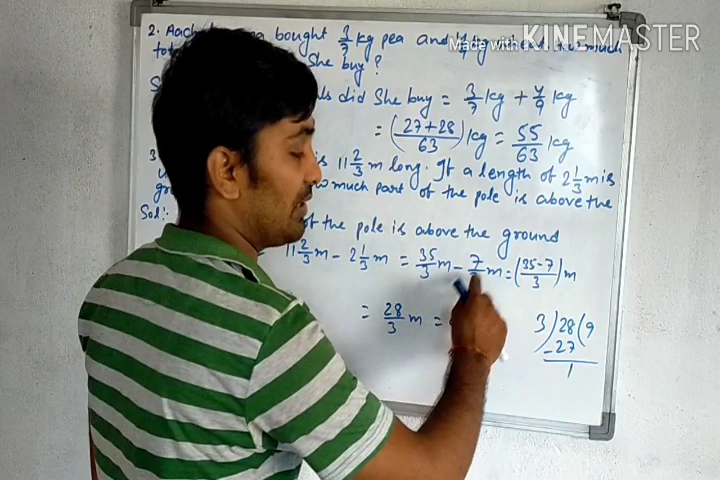 2. bought 3/7 kg pea and 4/9 kg much
She buy?
did She buy = 3/7 kg + 4/9 kg
= (27+28/63) kg = 55/63 kg
3 is 11 2/3 m long. If a length of 2 1/3 m is
much part of the pole is above the
Sol:- of the pole is above the ground
11 2/3 m - 2 1/3 m = 35/3 m - 7 m = (35-7/3) m
= 28/3 m =
3)28(9
-27
1
Made with KINEMASTER